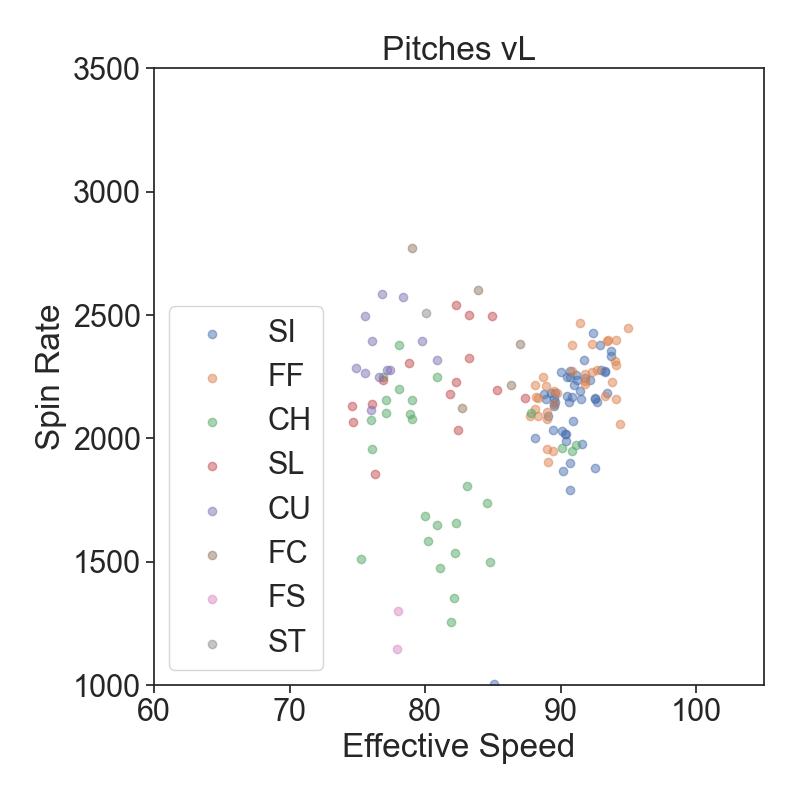 Pitches vL
Spin Rate
3500
3000
2500
2000
1500
1000
SI
FF
CH
SL
CU
FC
FS
ST
60 70 80 90 100
Effective Speed